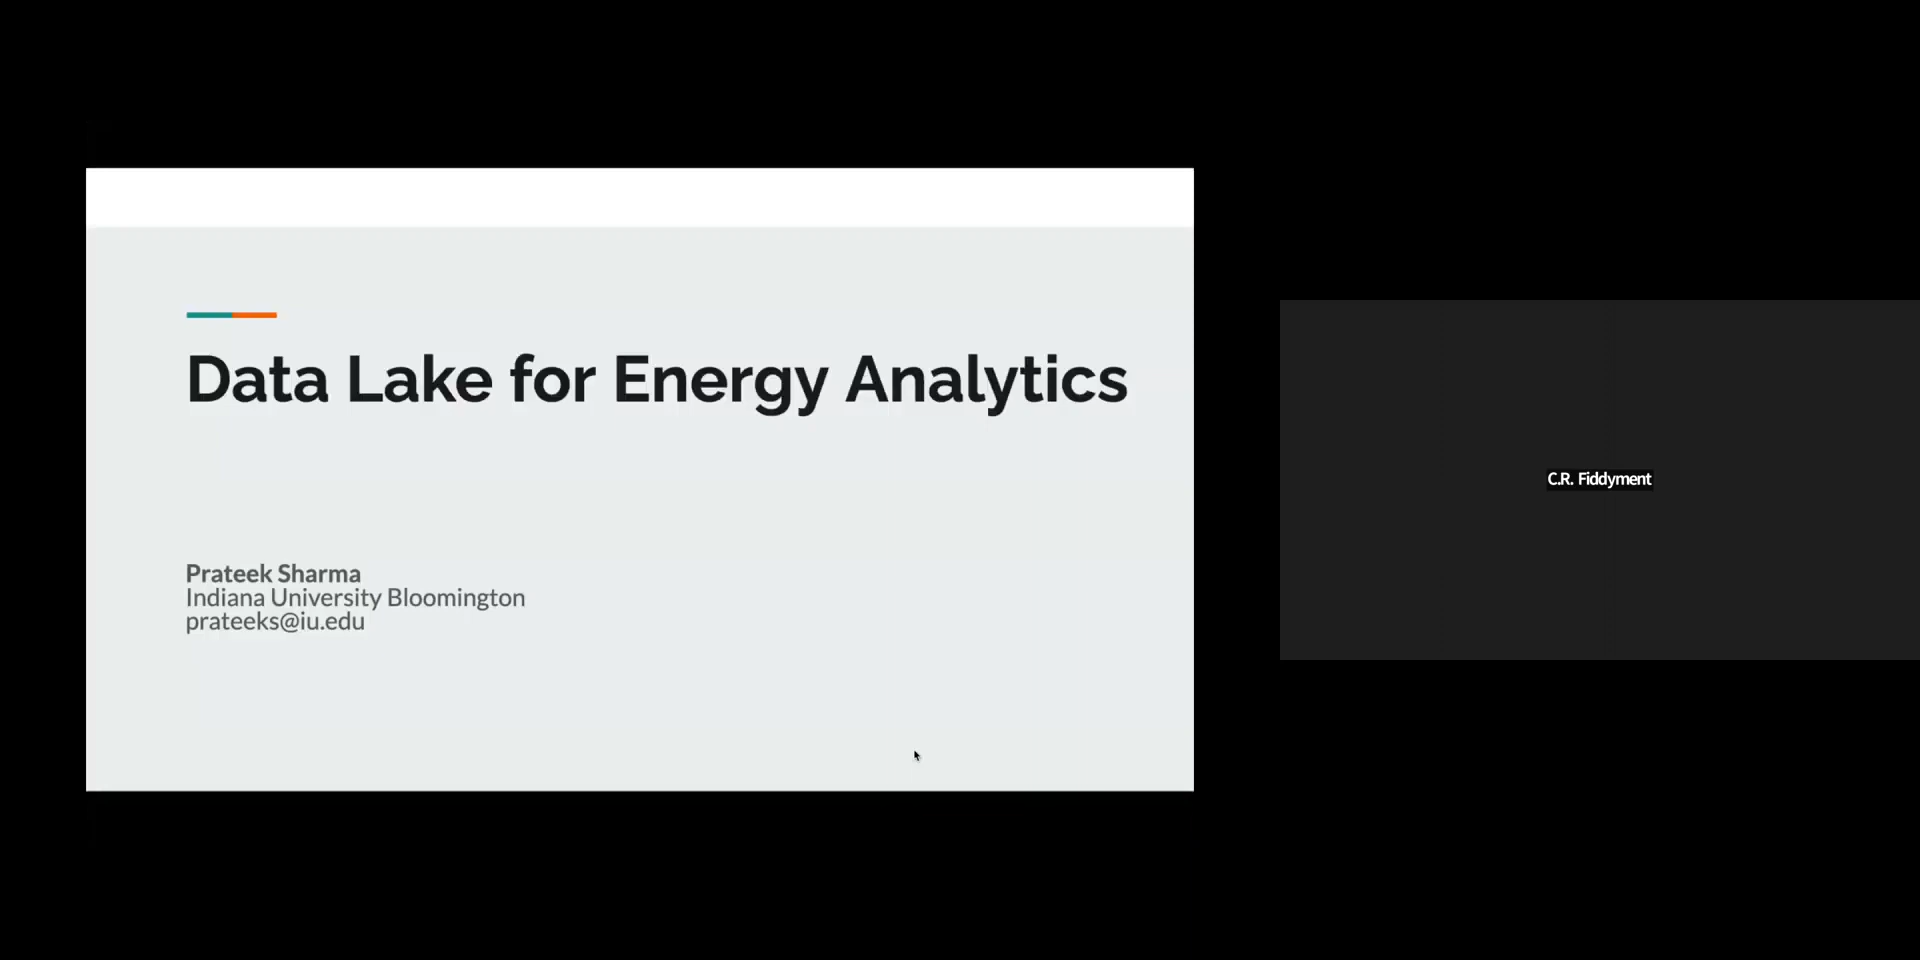 Data Lake for Energy Analytics
Prateek Sharma
Indiana University Bloomington
prateeks@iu.edu
C.R. Fiddyment